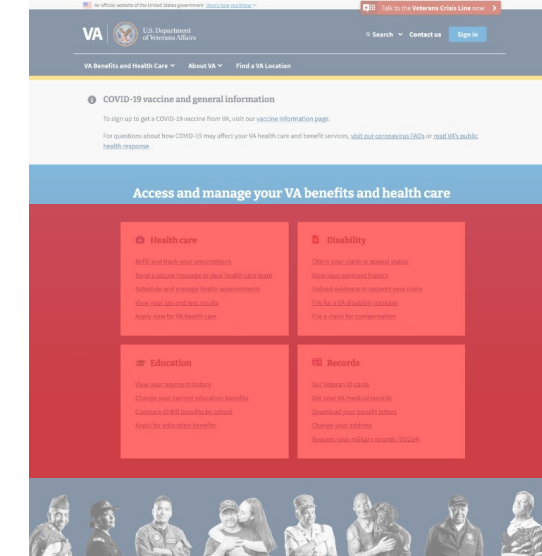 An official website of the United States government Here's how you know
Talk to the Veterans Crisis Line now
VA
U.S. Department
of Veterans Affairs
Search Contact us Sign in
VA Benefits and Health Care About VA Find a VA Location
COVID-19 vaccine and general information
To sign up to get a COVID-19 vaccine from VA, visit our vaccine information page.
For questions about how COVID-19 may affect your VA health care and benefit services, visit our coronavirus FAQs or read VA's public
health response.
Access and manage your VA benefits and health care
Health care
Refill and track your prescriptions
Send a secure message to your health care team
Schedule and manage health appointments
View your lab and test results
Apply now for VA health care
Disability
Check your claim or appeal status
View your payment history
Upload evidence to support your claim
File for a VA disability increase
File a claim for compensation
Education
View your payment history
Change your current education benefits
Compare GI Bill benefits by school
Apply for education benefits
Records
Get Veteran ID cards
Get your VA medical records
Download your benefit letters
Change your address
Request your military records (DD214)